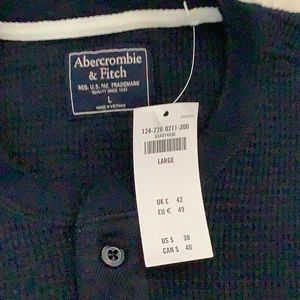 Abercrombie
& Fitch
REG. U.S. PAT. TRADEMARK
QUALITY SINCE 1892
L
MADE IN VIETNAM
124-228-0211-200
LARGE
UK £ 42
EU € 49
US $ 38
CAN $ 40